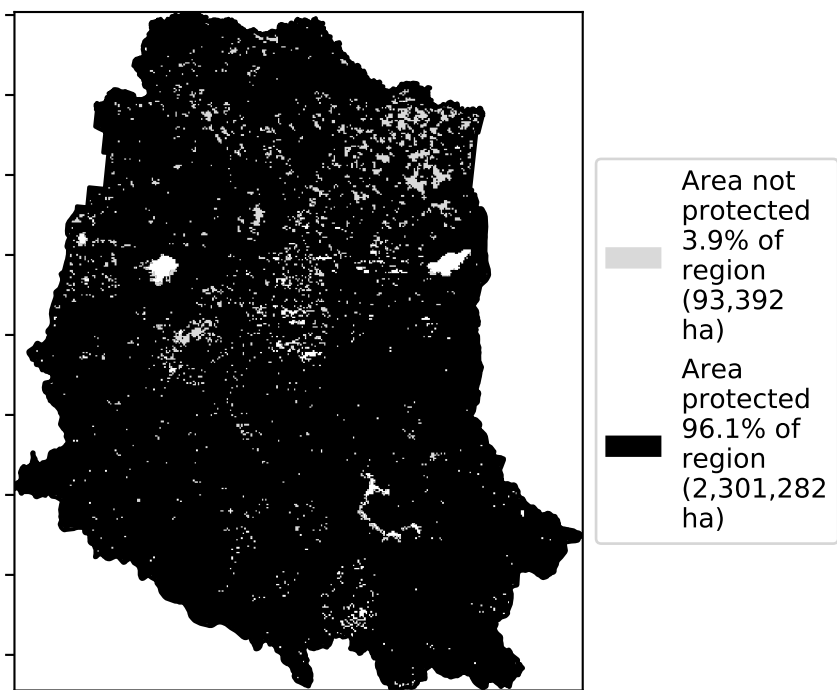 Area not
protected
3.9% of
region
(93,392
ha)
Area
protected
96.1% of
region
(2,301,282
ha)